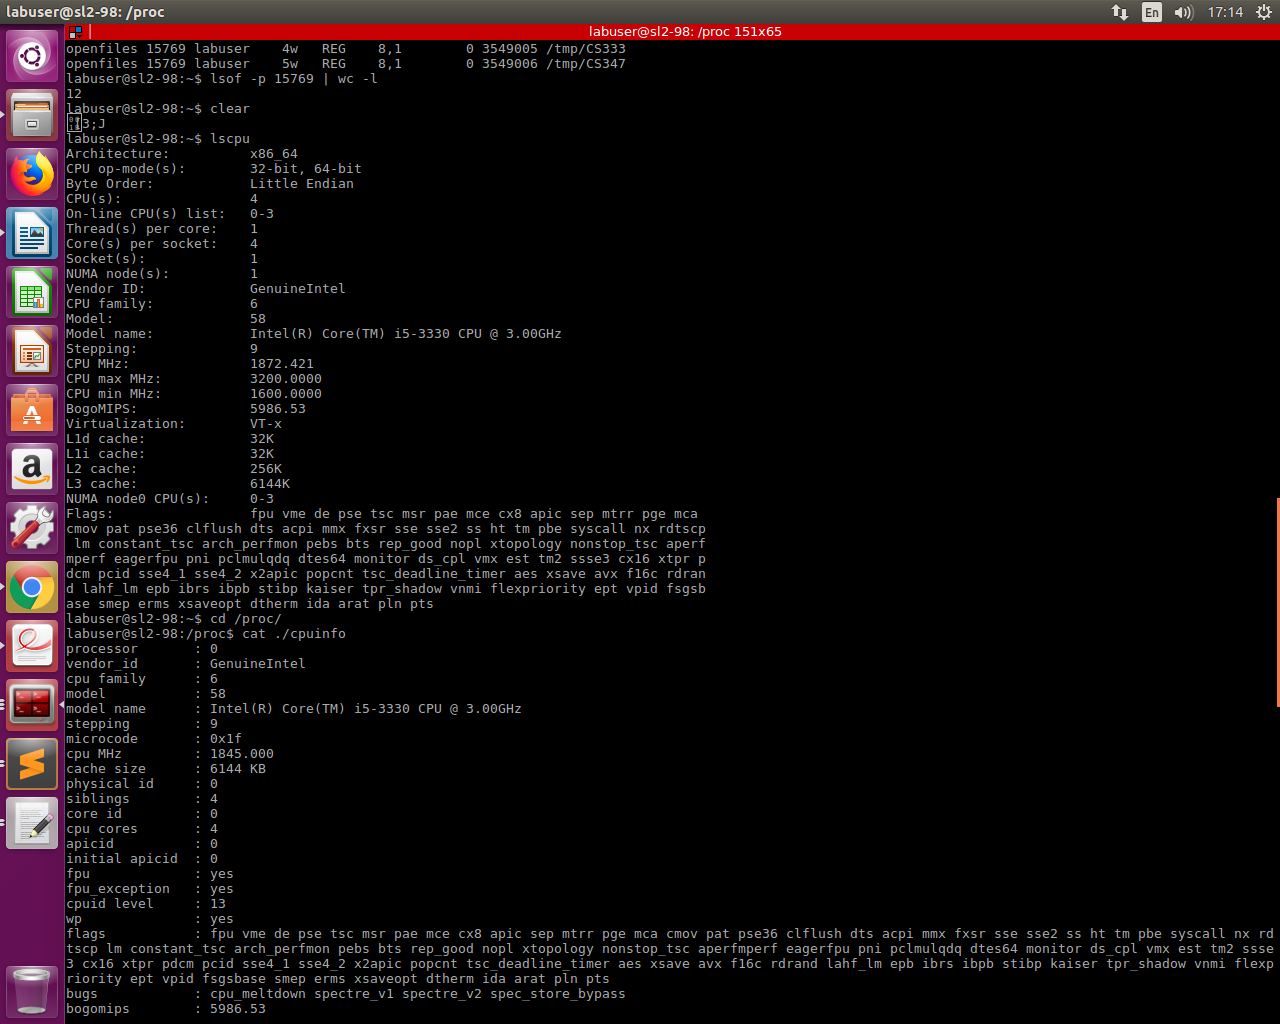 labuser@sl2-98: /proc
En
17:14
labuser@sl2-98: /proc 151x65
openfiles 15769 labuser    4w   REG    8,1        0 3549005 /tmp/CS333
openfiles 15769 labuser    5w   REG    8,1        0 3549006 /tmp/CS347
labuser@sl2-98:~$ lsof -p 15769 | wc -l
12
labuser@sl2-98:~$ clear
3;J
labuser@sl2-98:~$ lscpu
Architecture:          x86_64
CPU op-mode(s):        32-bit, 64-bit
Byte Order:            Little Endian
CPU(s):                4
On-line CPU(s) list:   0-3
Thread(s) per core:    1
Core(s) per socket:    4
Socket(s):             1
NUMA node(s):          1
Vendor ID:             GenuineIntel
CPU family:            6
Model:                 58
Model name:            Intel(R) Core(TM) i5-3330 CPU @ 3.00GHz
Stepping:              9
CPU MHz:               1872.421
CPU max MHz:           3200.0000
CPU min MHz:           1600.0000
BogoMIPS:              5986.53
Virtualization:        VT-x
L1d cache:             32K
L1i cache:             32K
L2 cache:              256K
L3 cache:              6144K
NUMA node0 CPU(s):     0-3
Flags:                 fpu vme de pse tsc msr pae mce cx8 apic sep mtrr pge mca
cmov pat pse36 clflush dts acpi mmx fxsr sse sse2 ss ht tm pbe syscall nx rdtscp
 lm constant_tsc arch_perfmon pebs bts rep_good nopl xtopology nonstop_tsc aperf
mperf eagerfpu pni pclmulqdq dtes64 monitor ds_cpl vmx est tm2 ssse3 cx16 xtpr p
dcm pcid sse4_1 sse4_2 x2apic popcnt tsc_deadline_timer aes xsave avx f16c rdran
d lahf_lm epb ibrs ibpb stibp kaiser tpr_shadow vnmi flexpriority ept vpid fsgsb
ase smep erms xsaveopt dtherm ida arat pln pts
labuser@sl2-98:~$ cd /proc/
labuser@sl2-98:/proc$ cat ./cpuinfo
processor       : 0
vendor_id       : GenuineIntel
cpu family      : 6
model           : 58
model name      : Intel(R) Core(TM) i5-3330 CPU @ 3.00GHz
stepping        : 9
microcode       : 0x1f
cpu MHz         : 1845.000
cache size      : 6144 KB
physical id     : 0
siblings        : 4
core id         : 0
cpu cores       : 4
apicid          : 0
initial apicid  : 0
fpu             : yes
fpu_exception   : yes
cpuid level     : 13
wp              : yes
flags           : fpu vme de pse tsc msr pae mce cx8 apic sep mtrr pge mca cmov pat pse36 clflush dts acpi mmx fxsr sse sse2 ss ht tm pbe syscall nx rd
tscp lm constant_tsc arch_perfmon pebs bts rep_good nopl xtopology nonstop_tsc aperfmperf eagerfpu pni pclmulqdq dtes64 monitor ds_cpl vmx est tm2 ssse
3 cx16 xtpr pdcm pcid sse4_1 sse4_2 x2apic popcnt tsc_deadline_timer aes xsave avx f16c rdrand lahf_lm epb ibrs ibpb stibp kaiser tpr_shadow vnmi flexp
riority ept vpid fsgsbase smep erms xsaveopt dtherm ida arat pln pts
bugs            : cpu_meltdown spectre_v1 spectre_v2 spec_store_bypass
bogomips        : 5986.53